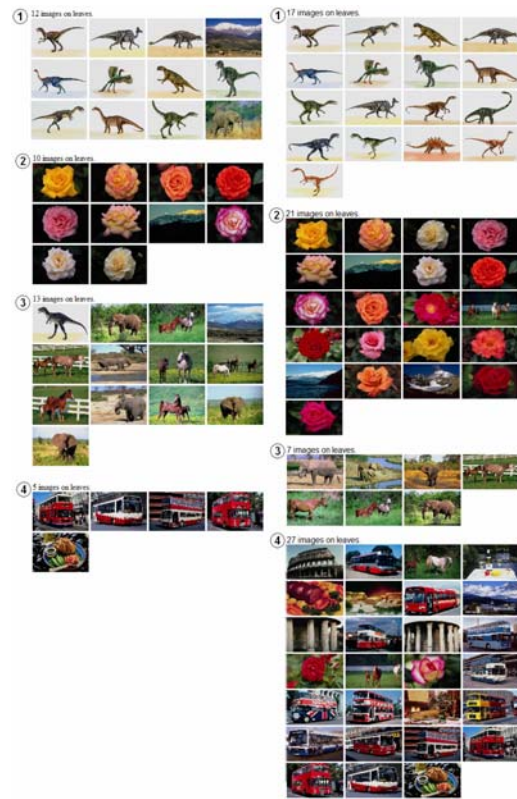 1 12 images on leaves.
2 10 images on leaves.
3 13 images on leaves.
4 5 images on leaves.
1 17 images on leaves.
2 21 images on leaves.
3 7 images on leaves.
4 27 images on leaves.